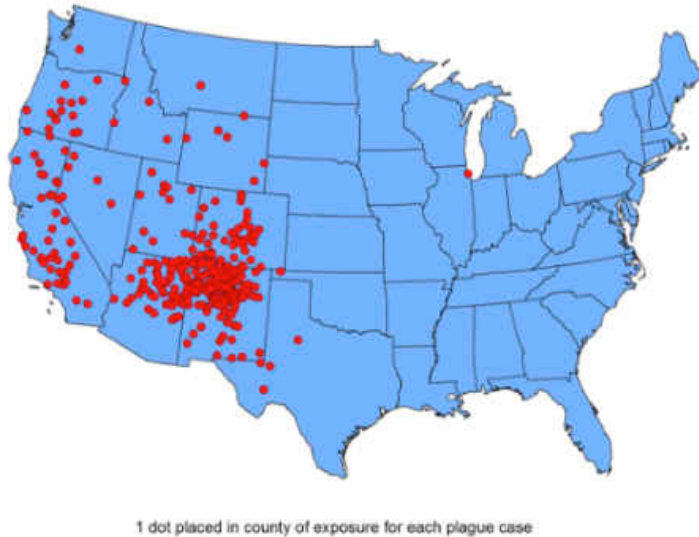 1 dot placed in county of exposure for each plague case